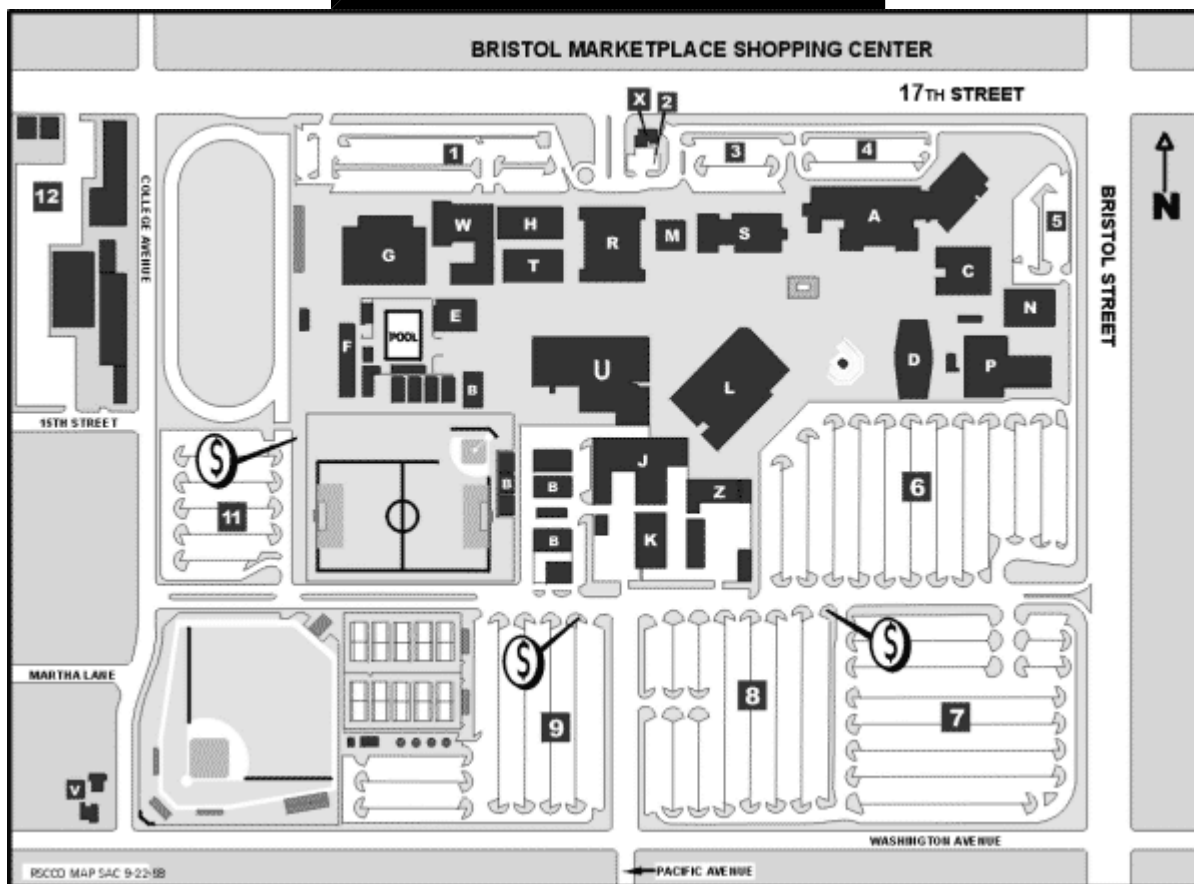 BRISTOL MARKETPLACE SHOPPING CENTER
17TH STREET
X
2
1
3
4
12
COLLEGE AVENUE
N
BRISTOL STREET
5
A
W
H
R
M
S
G
T
C
N
E
POOL
F
U
D
P
L
B
15TH STREET
$
J
B
B
Z
6
11
K
B
MARTHA LANE
$
$
8
7
9
V
WASHINGTON AVENUE
RSCCD MAP SAC 9-22-98
PACIFIC AVENUE